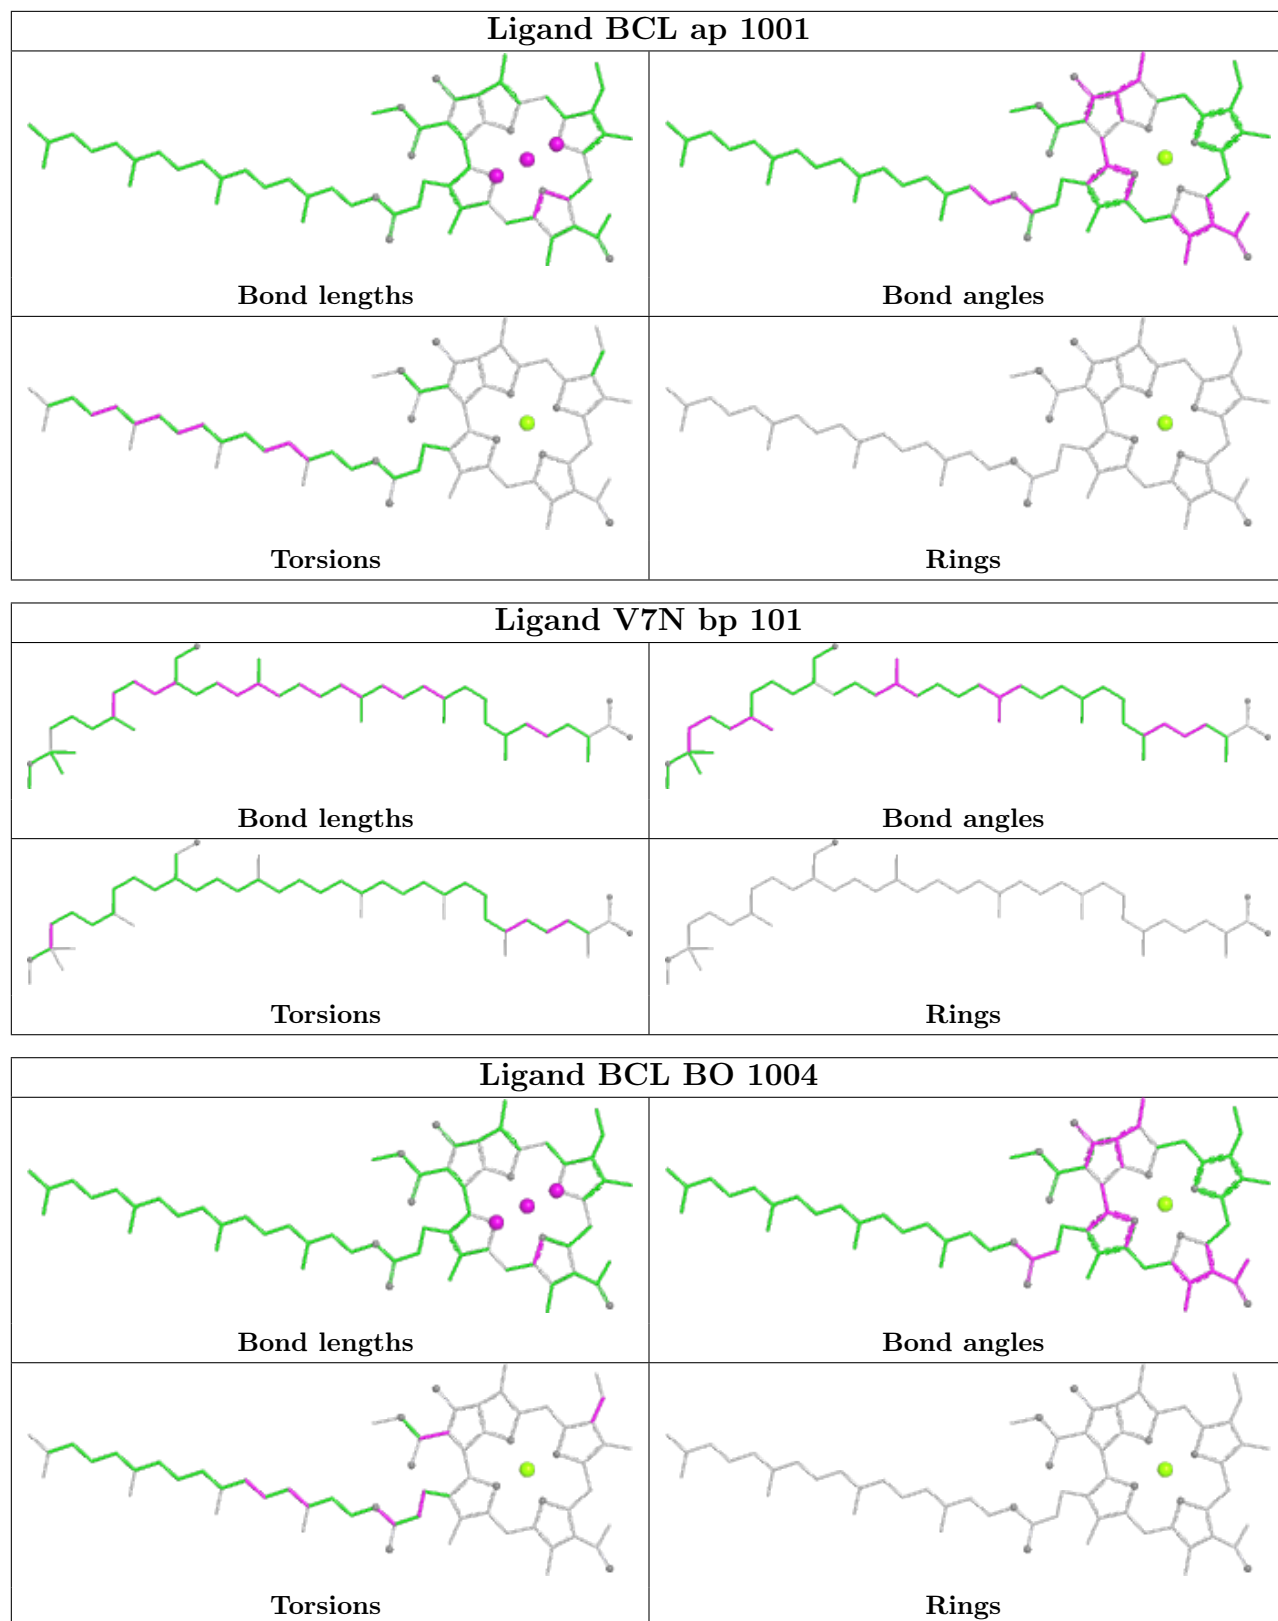 Ligand BCL ap 1001
Bond lengths
Bond angles
Torsions
Rings
Ligand V7N bp 101
Bond lengths
Bond angles
Torsions
Rings
Ligand BCL BO 1004
Bond lengths
Bond angles
Torsions
Rings